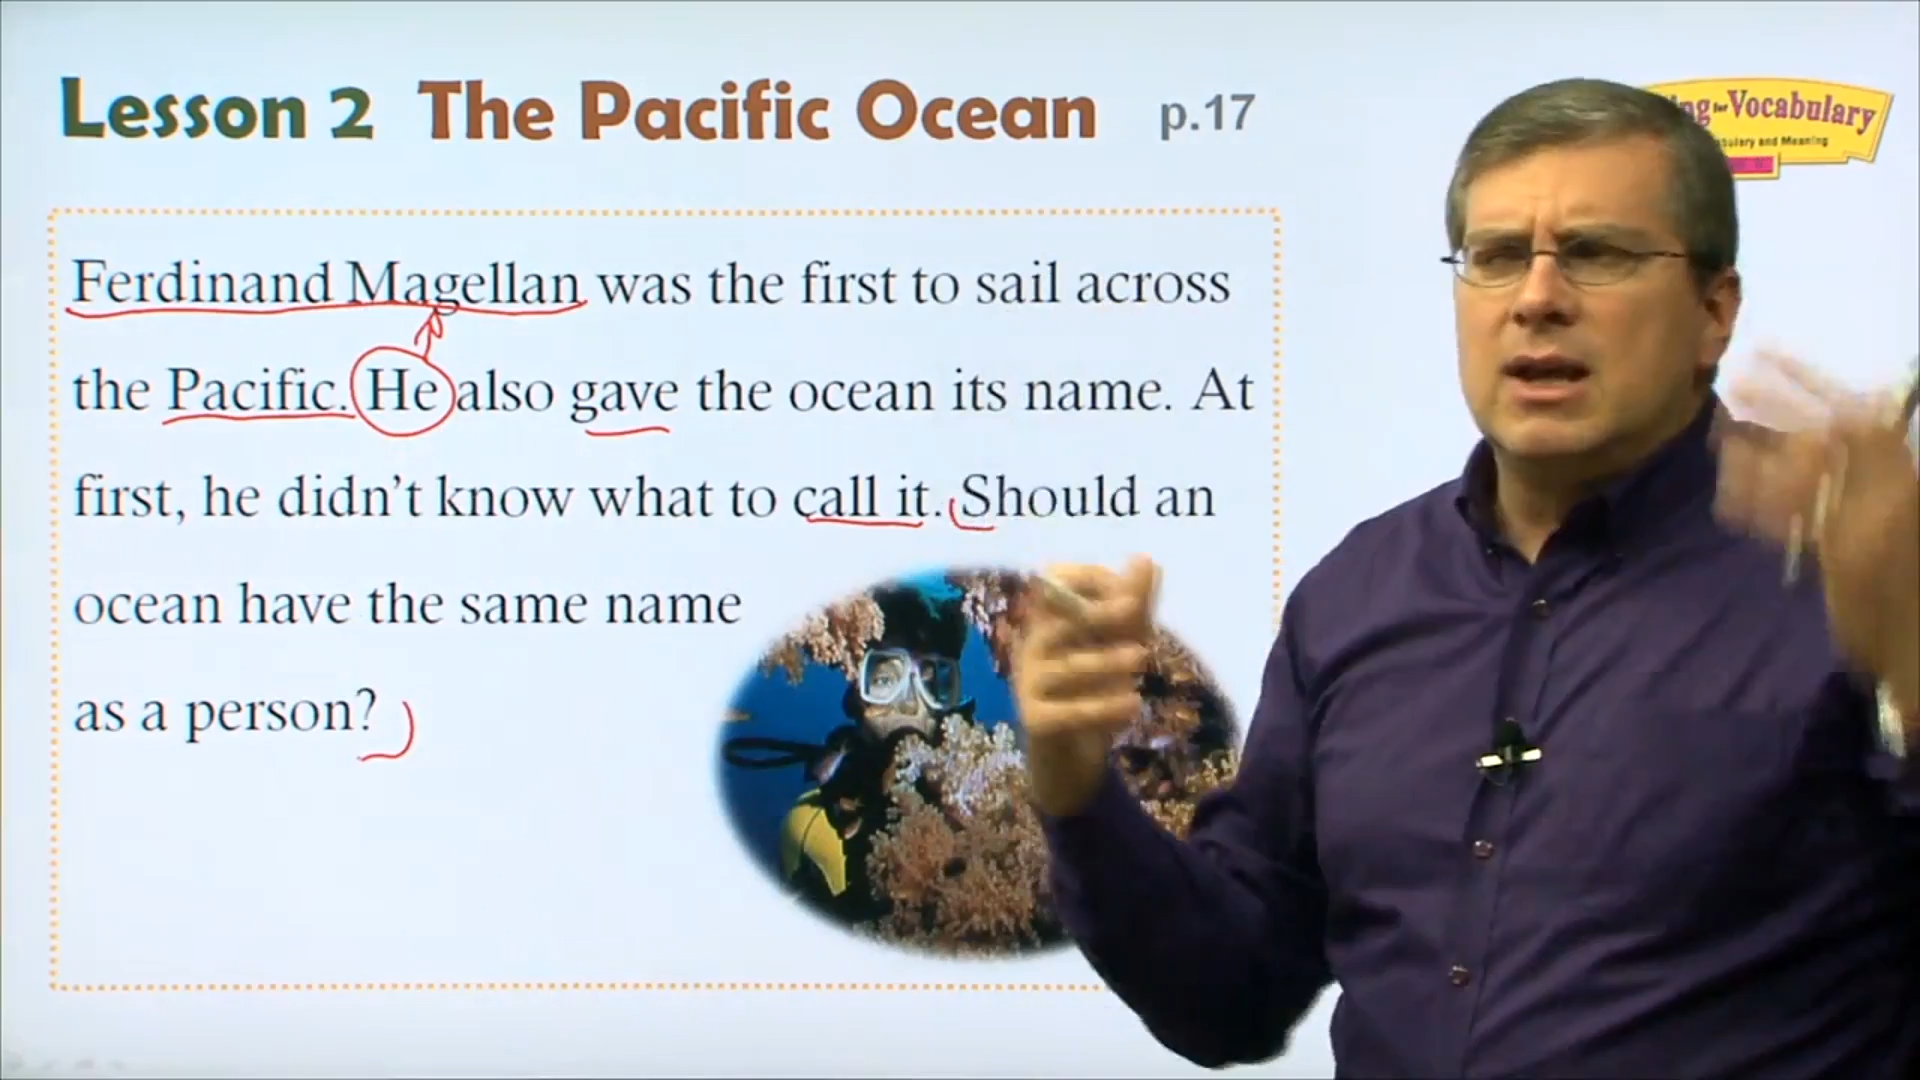 Lesson 2 The Pacific Ocean p.17
Vocabulary
and Meaning
Ferdinand Magellan was the first to sail across
the Pacific. He also gave the ocean its name. At
first, he didn't know what to call it. Should an
ocean have the same name
as a person?